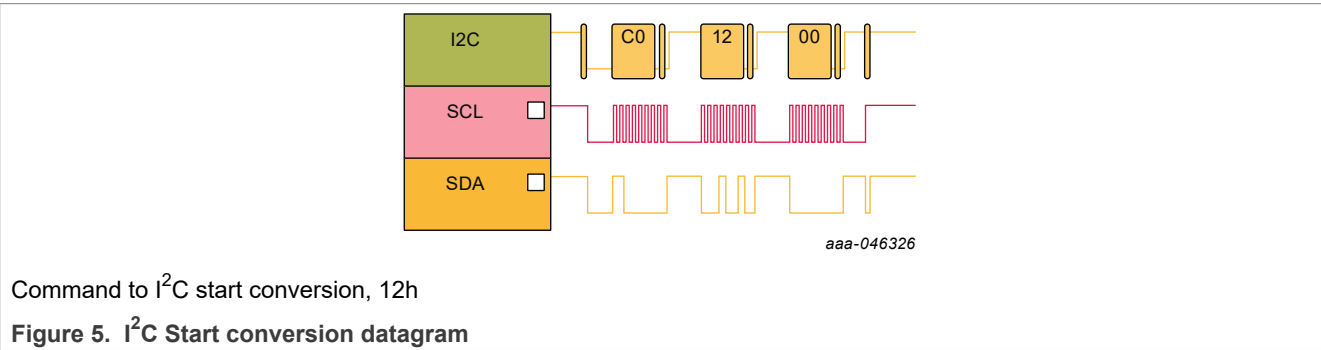 I2C
C0 12 00
SCL
SDA
aaa-046326
Command to I²C start conversion, 12h
Figure 5. I²C Start conversion datagram